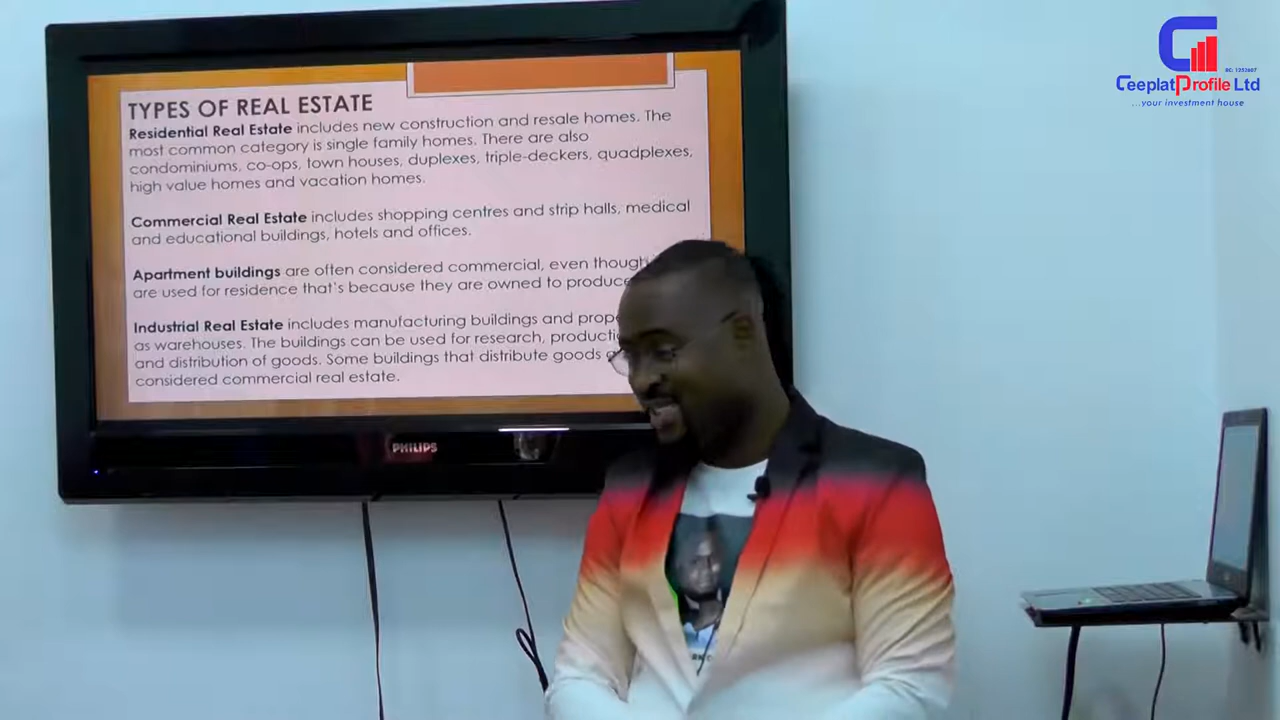 TYPES OF REAL ESTATE
Residential Real Estate includes new construction and resale homes. The
most common category is single family homes. There are also
condominiums, co-ops, town houses, duplexes, triple-deckers, quadplexes,
high value homes and vacation homes.
Commercial Real Estate includes shopping centres and strip halls, medical
and educational buildings, hotels and offices.
Apartment buildings are often considered commercial, even though
are used for residence that's because they are owned to produce
Industrial Real Estate includes manufacturing buildings and
as warehouses. The buildings can be used for research,
and distribution of goods. Some buildings that distribute goods
considered commercial real estate.
PHILIPS
RC: 1252607
CeeplatProfile Ltd
...your investment house